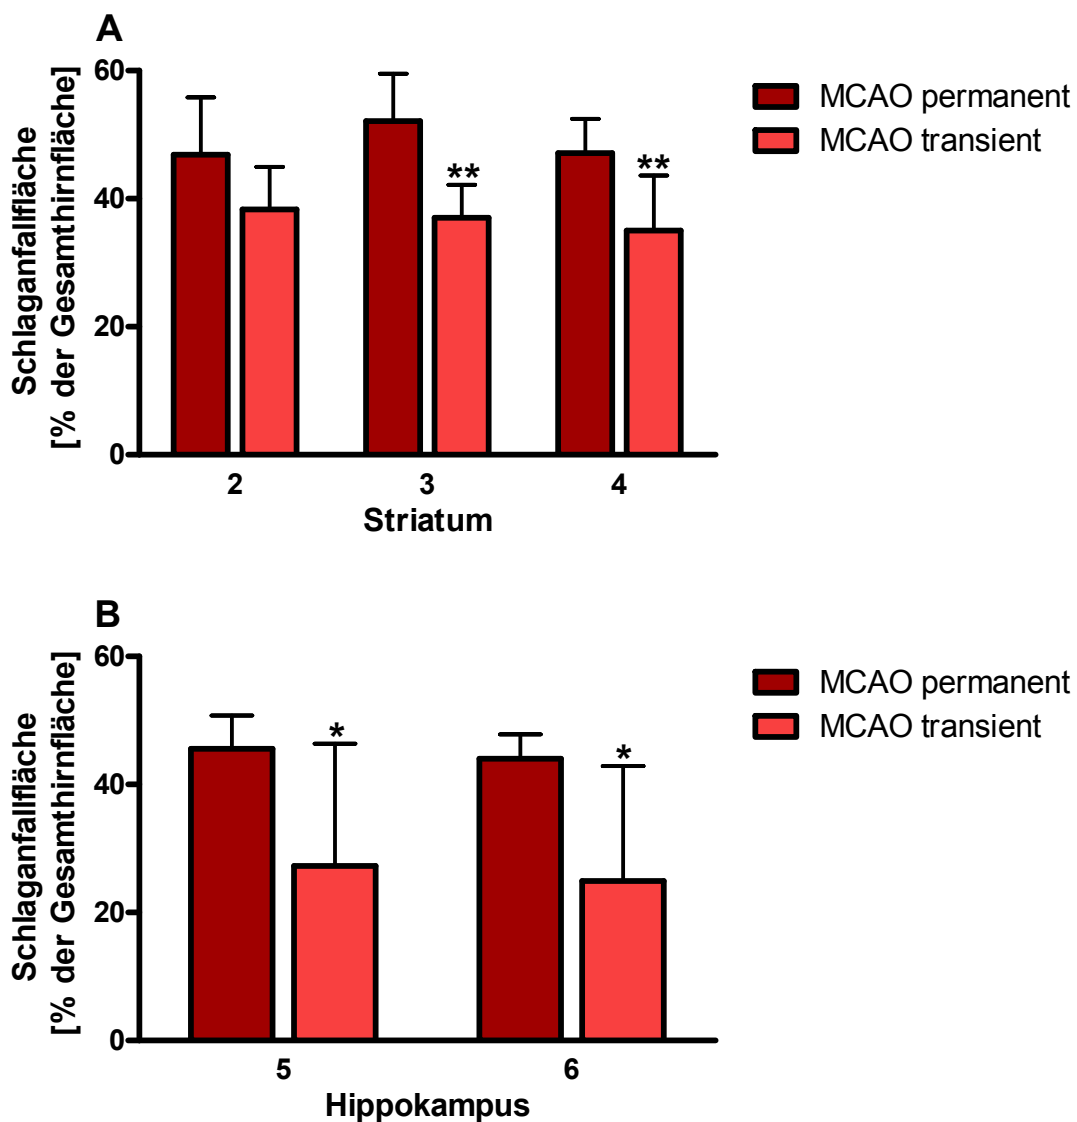 A
Schlaganfallfläche
[% der Gesamthirnfläche]
60
40
20
0
**
**
2 3 4
Striatum
MCAO permanent
MCAO transient
B
Schlaganfallfläche
[% der Gesamthirnfläche]
60
40
20
0
*
*
5 6
Hippokampus
MCAO permanent
MCAO transient